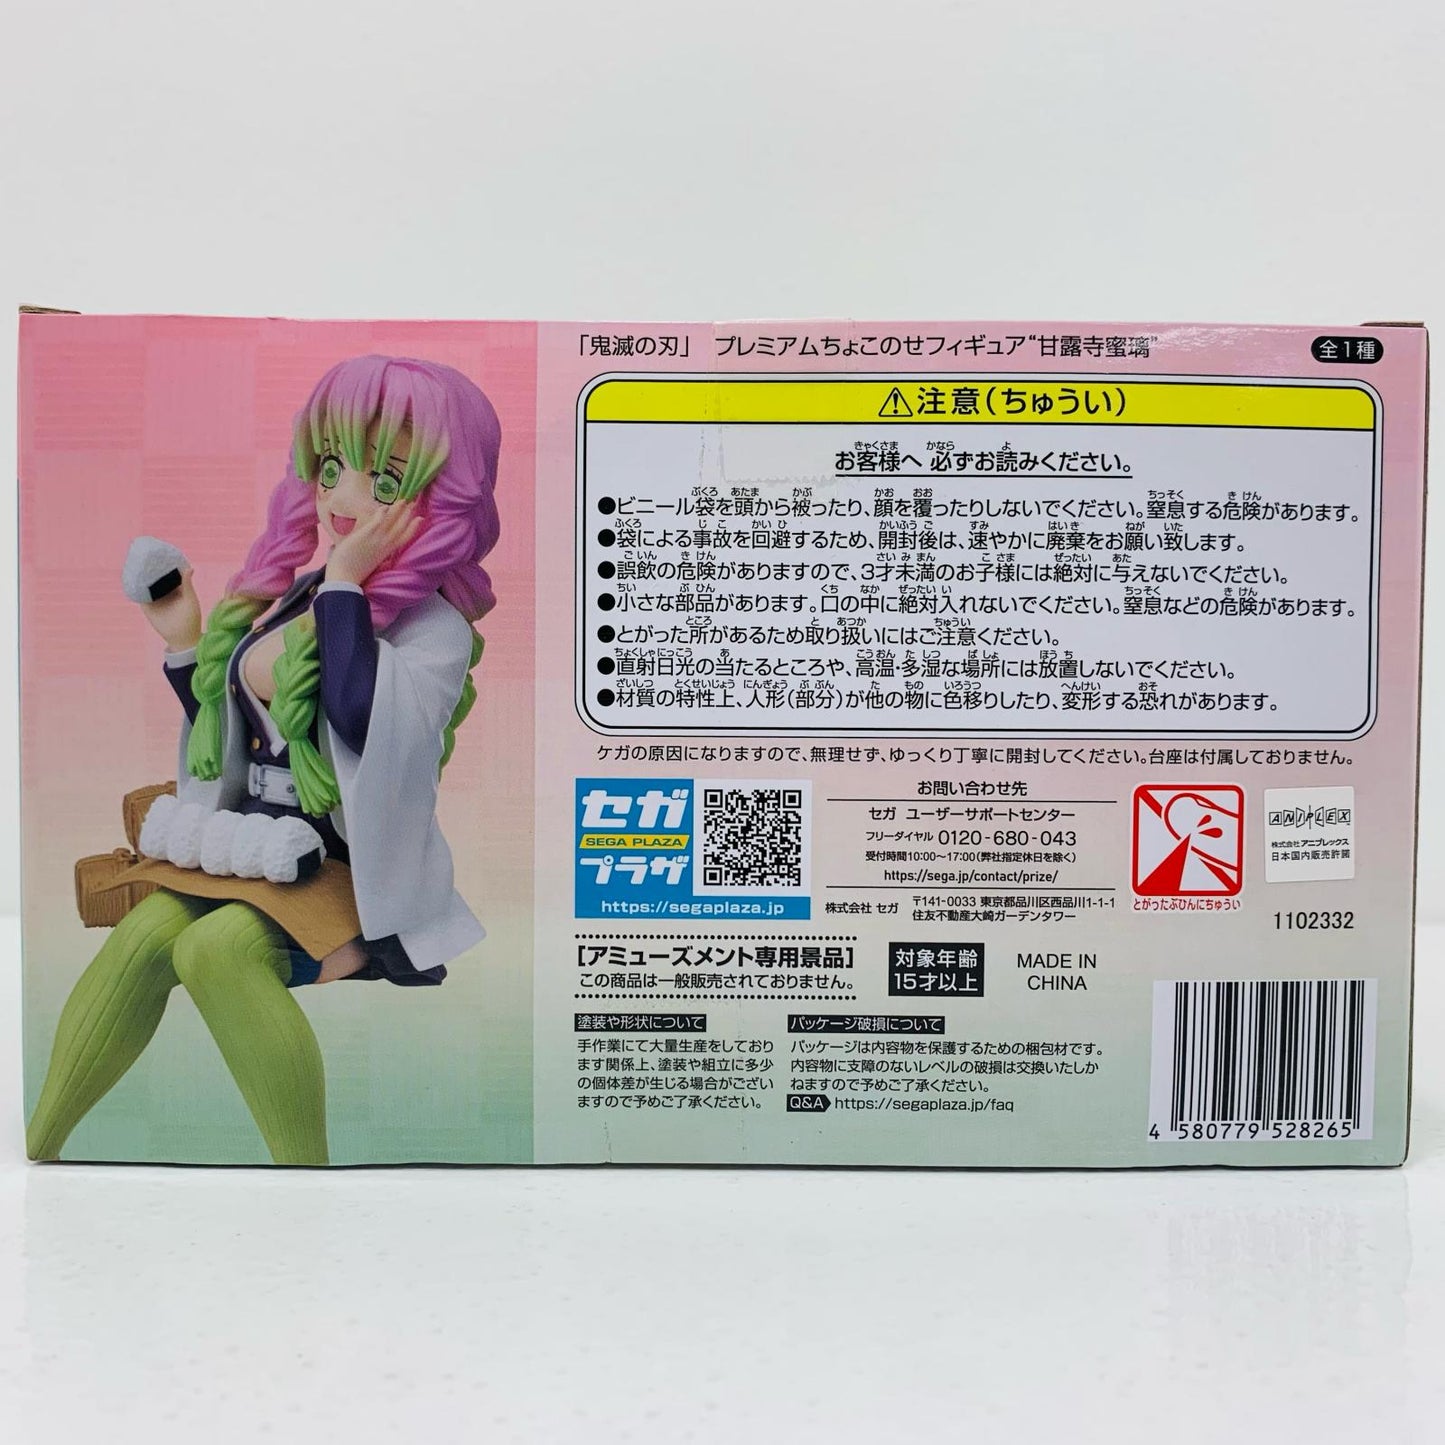 「鬼滅の刃」 プレミアムちょこのせフィギュア“甘露寺蜜璃”
全1種
注意(ちゅうい)
お客様へ 必ずお読みください。
●ビニール袋を頭から被ったり、顔を覆ったりしないでください。窒息する危険があります。
●袋による事故を回避するため、開封後は、速やかに廃棄をお願い致します。
●誤飲の危険がありますので、3才未満のお子様には絶対に与えないでください。
●小さな部品があります。口の中に絶対入れないでください。窒息などの危険があります。
●とがった所があるため取り扱いにはご注意ください。
●直射日光の当たるところや、高温・多湿な場所には放置しないでください。
●材質の特性上、人形(部分)が他の物に色移りしたり、変形する恐れがあります。
ケガの原因になりますので、無理せず、ゆっくり丁寧に開封してください。台座は付属しておりません。
セガ
SEGA PLAZA
プラザ
https://segaplaza.jp
お問い合わせ先
セガ ユーザーサポートセンター
フリーダイヤル 0120-680-043
受付時間10:00〜17:00(弊社指定休日を除く)
https://sega.jp/contact/prize/
株式会社 セガ 〒141-0033 東京都品川区西品川1-1-1
住友不動産大崎ガーデンタワー
とがったぶひんにちゅうい
ANIPLEX
株式会社 アニプレックス
日本国内販売許諾
1102332
[アミューズメント専用景品]
この商品は一般販売されておりません。
対象年齢
15才以上
MADE IN
CHINA
塗装や形状について
手作業にて大量生産をしており
ます関係上、塗装や組立に多少
の個体差が生じる場合がござい
ますので予めご了承ください。
パッケージ破損について
パッケージは内容物を保護するための梱包材です。
内容物に支障のないレベルの破損は交換いたしか
ねますので予めご了承ください。
Q&A https://segaplaza.jp/faq
4 580779 528265